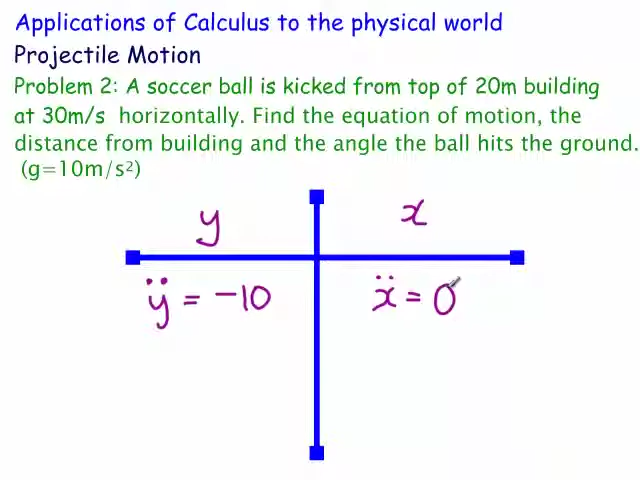 Applications of Calculus to the physical world
Projectile Motion
Problem 2: A soccer ball is kicked from top of 20m building
at 30m/s horizontally. Find the equation of motion, the
distance from building and the angle the ball hits the ground.
(g=10m/s²)
y x
ÿ = -10 ẍ = 0